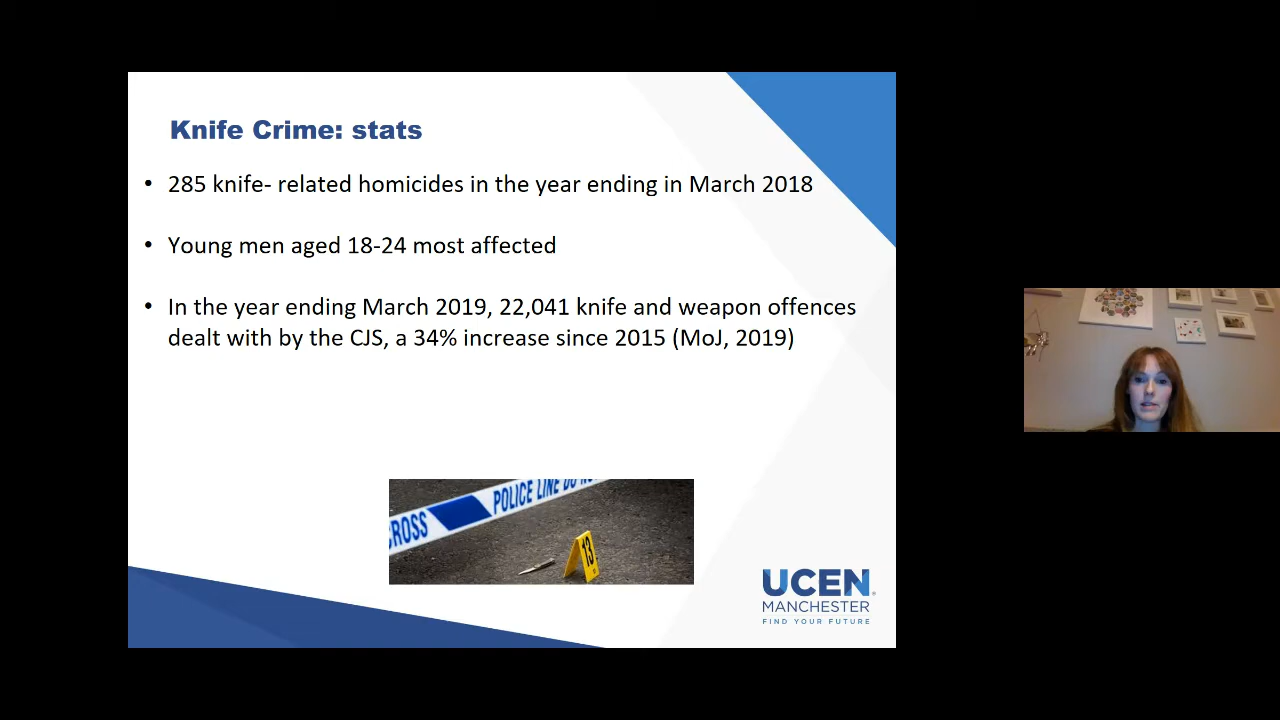 Knife Crime: stats
• 285 knife- related homicides in the year ending in March 2018
• Young men aged 18-24 most affected
• In the year ending March 2019, 22,041 knife and weapon offences
dealt with by the CJS, a 34% increase since 2015 (MoJ, 2019)
CROSS POLICE LINE DO
13
UCEN
MANCHESTER
FIND YOUR FUTURE